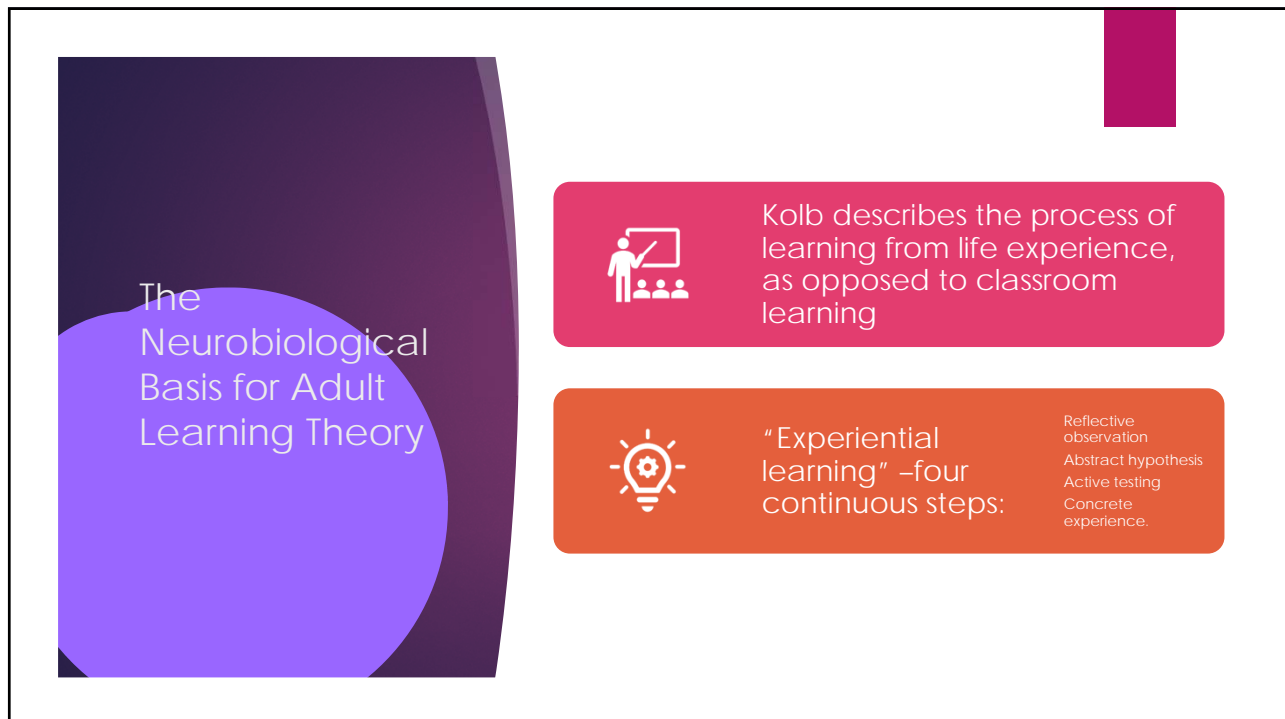 The
Neurobiological
Basis for Adult
Learning Theory
Kolb describes the process of
learning from life experience,
as opposed to classroom
learning
“Experiential
learning” –four
continuous steps:
Reflective
observation
Abstract hypothesis
Active testing
Concrete
experience.